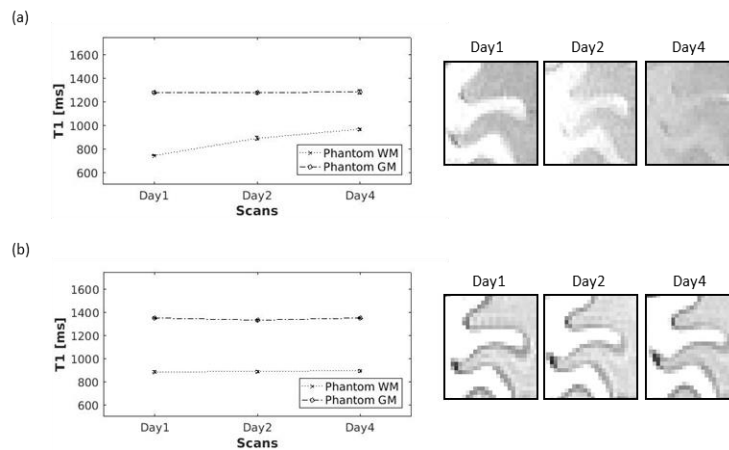 (a)
1600
1400
1200
1000
800
600
T1 [ms]
Phantom WM
Phantom GM
Day1 Day2 Day4
Scans
Day1 Day2 Day4
(b)
1600
1400
1200
1000
800
600
T1 [ms]
Phantom WM
Phantom GM
Day1 Day2 Day4
Scans
Day1 Day2 Day4